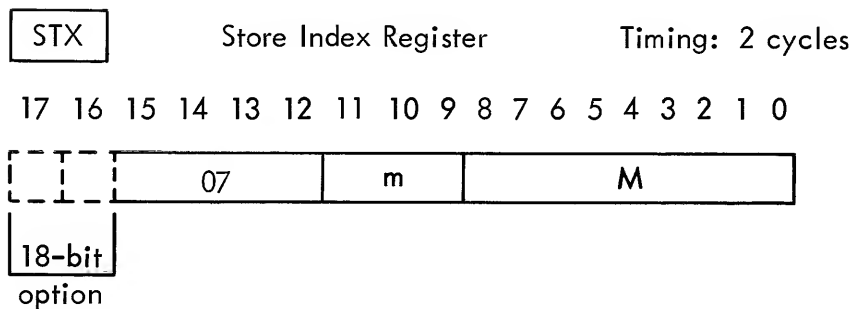 STX Store Index Register Timing: 2 cycles
17 16 15 14 13 12 11 10 9 8 7 6 5 4 3 2 1 0
07 m M
18-bit
option